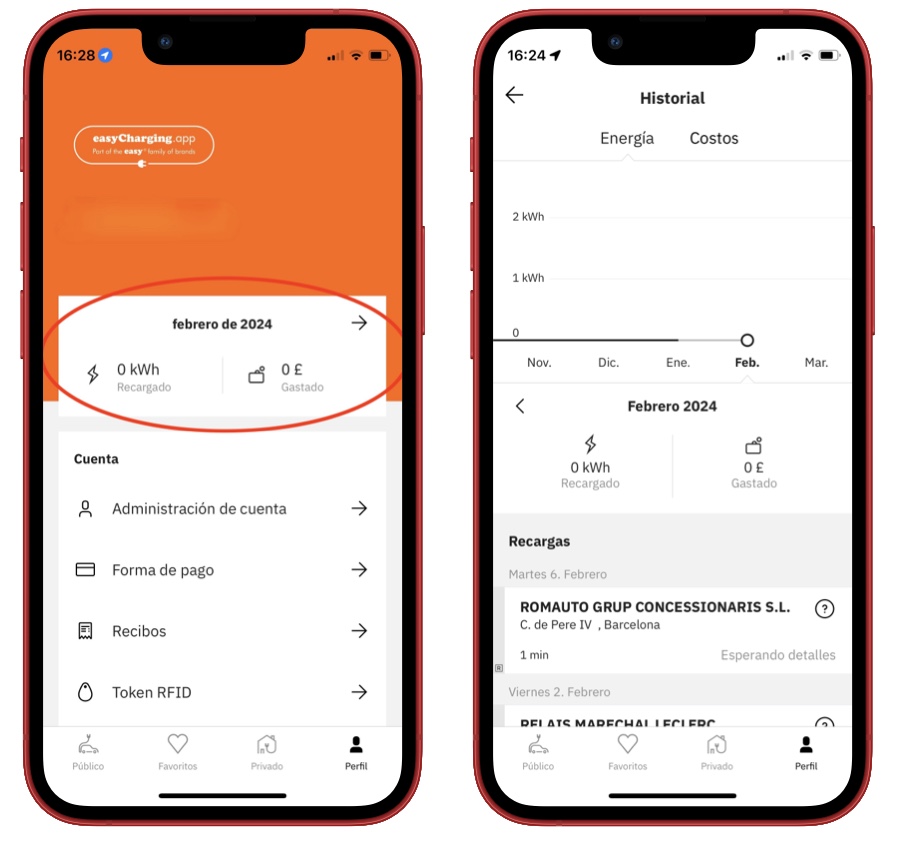 16:28
easyCharging.app
Part of the easy family of brands
febrero de 2024
0 kWh
Recargado
0 £
Gastado
Cuenta
Administración de cuenta
Forma de pago
Recibos
Token RFID
Público
Favoritos
Privado
Perfil
16:24
Historial
Energía Costos
2 kWh
1 kWh
0
Nov. Dic. Ene. Feb. Mar.
Febrero 2024
0 kWh
Recargado
0 £
Gastado
Recargas
Martes 6. Febrero
ROMAUTO GRUP CONCESSIONARIS S.L.
C. de Pere IV , Barcelona
1 min Esperando detalles
Viernes 2. Febrero
RELAIS MARECHAL LECLERC
Público
Favoritos
Privado
Perfil